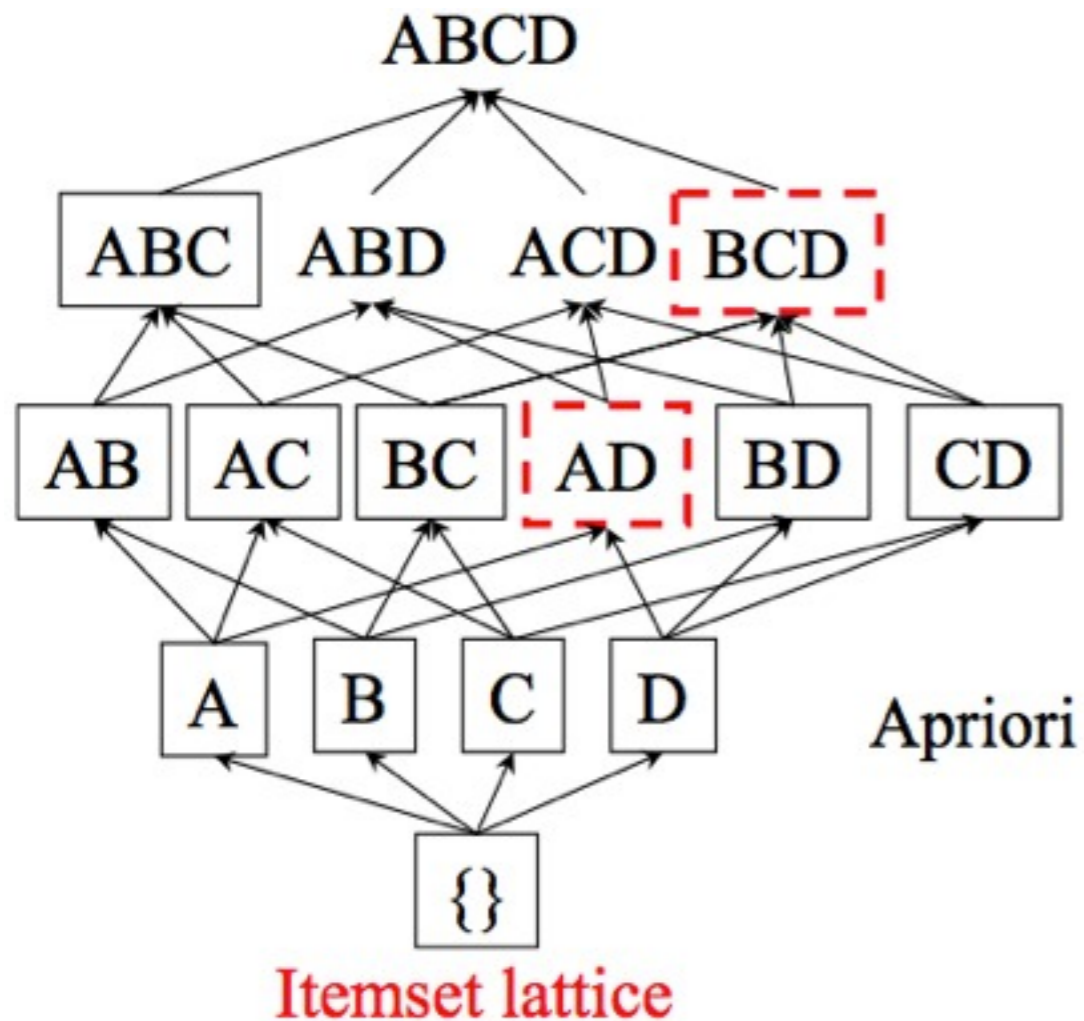 ABCD
ABC ABD ACD BCD
AB AC BC AD BD CD
A B C D
Apriori
{}
Itemset lattice